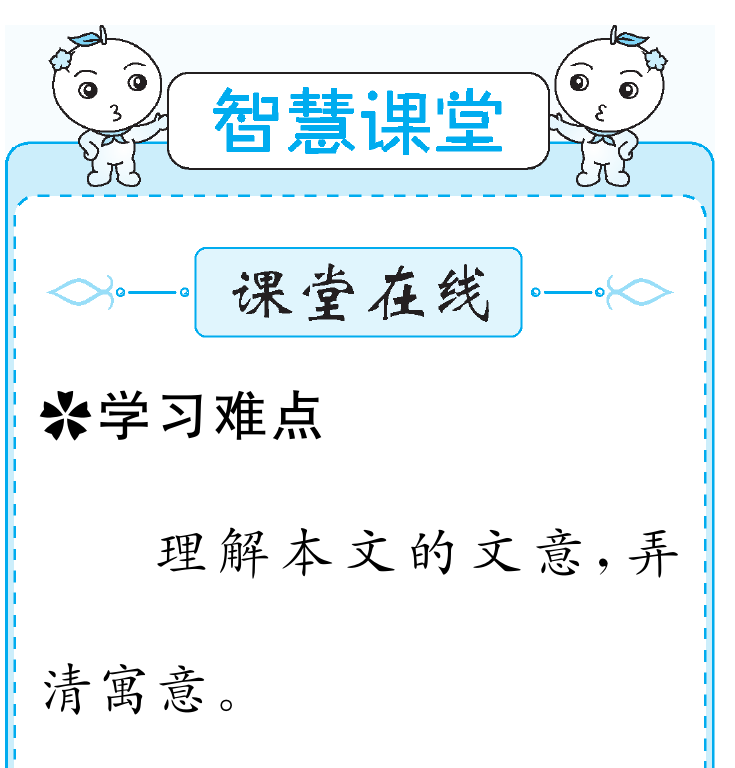 智慧课堂
课堂在线
学习难点
理解本文的文意,弄
清寓意。